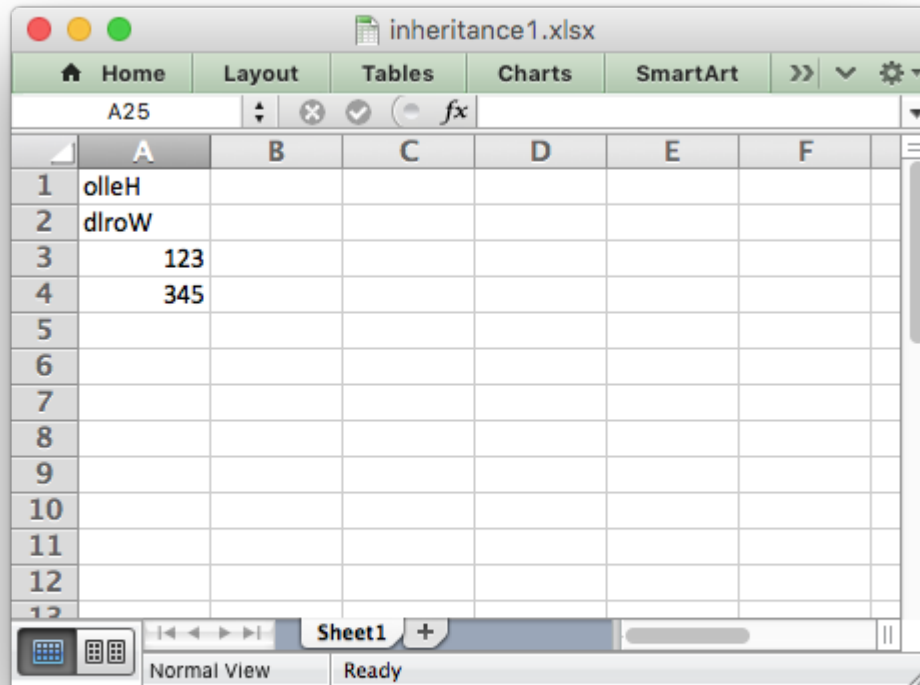 inheritance1.xlsx
Home Layout Tables Charts SmartArt
A25 fx
A B C D E F
1 olleH
2 dlroW
3 123
4 345
5
6
7
8
9
10
11
12
13
Sheet1 +
Normal View Ready